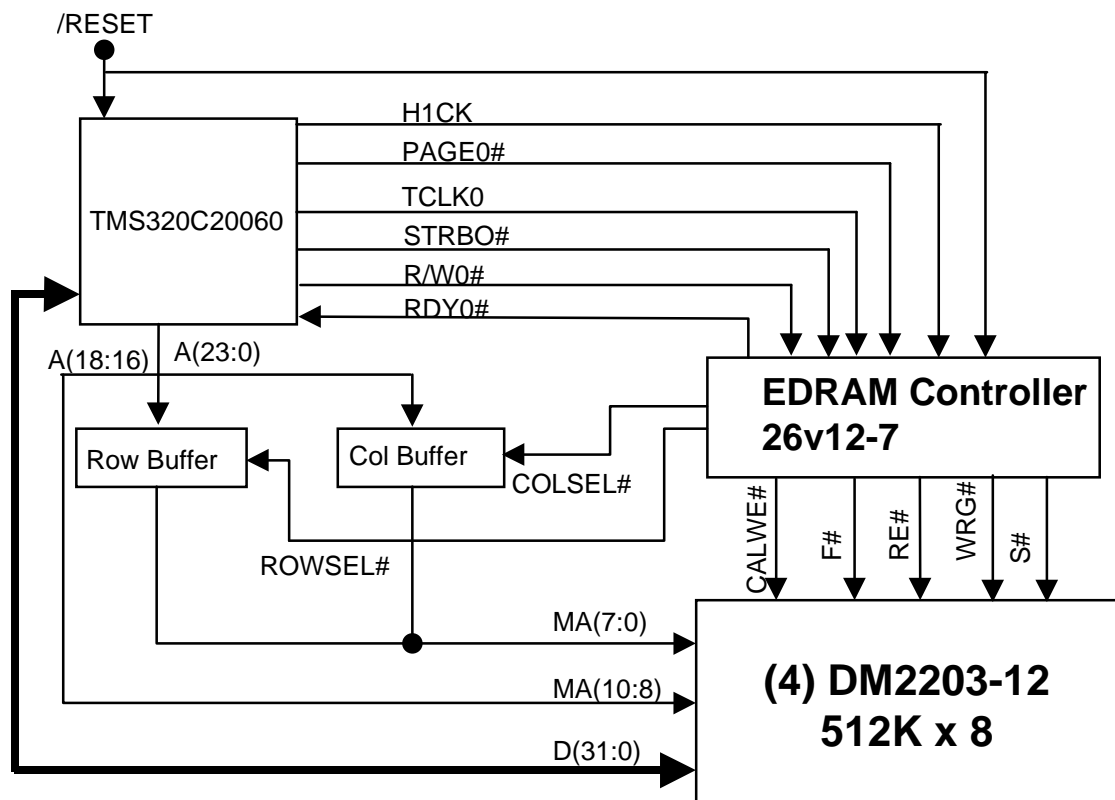 /RESET
H1CK
PAGE0#
TCLK0
STRBO#
R/W0#
RDY0#
TMS320C20060
A(18:16)
A(23:0)
EDRAM Controller
26v12-7
Row Buffer
Col Buffer
COLSEL#
ROWSEL#
CALWE#
F#
RE#
WRG#
S#
MA(7:0)
MA(10:8)
D(31:0)
(4) DM2203-12
512K x 8